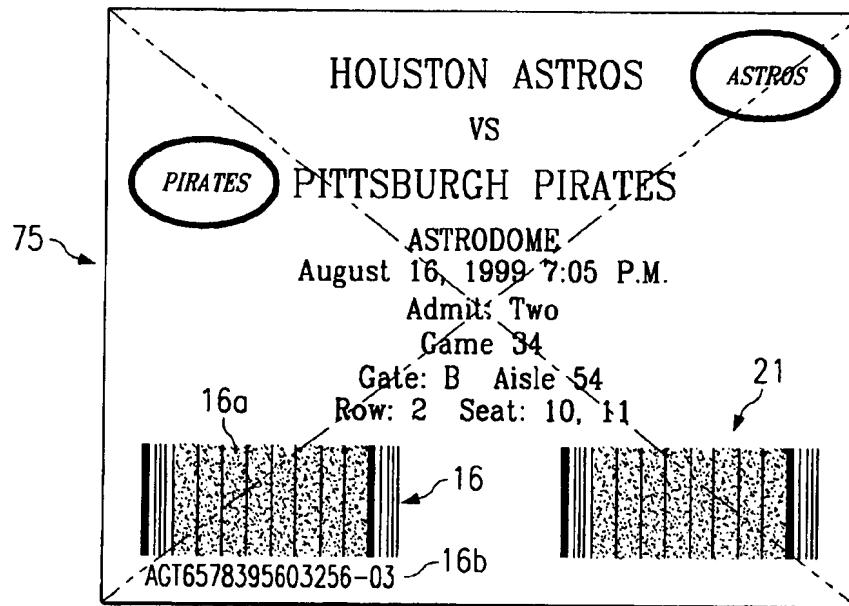 HOUSTON ASTROS
ASTROS
VS
PIRATES
PITTSBURGH PIRATES
75
ASTRODOME
August 16, 1999 7:05 P.M.
Admit: Two
Game 34
Gate: B Aisle 54
Row: 2 Seat: 10, 11
16a
21
16
AGT6578395603256-03
16b